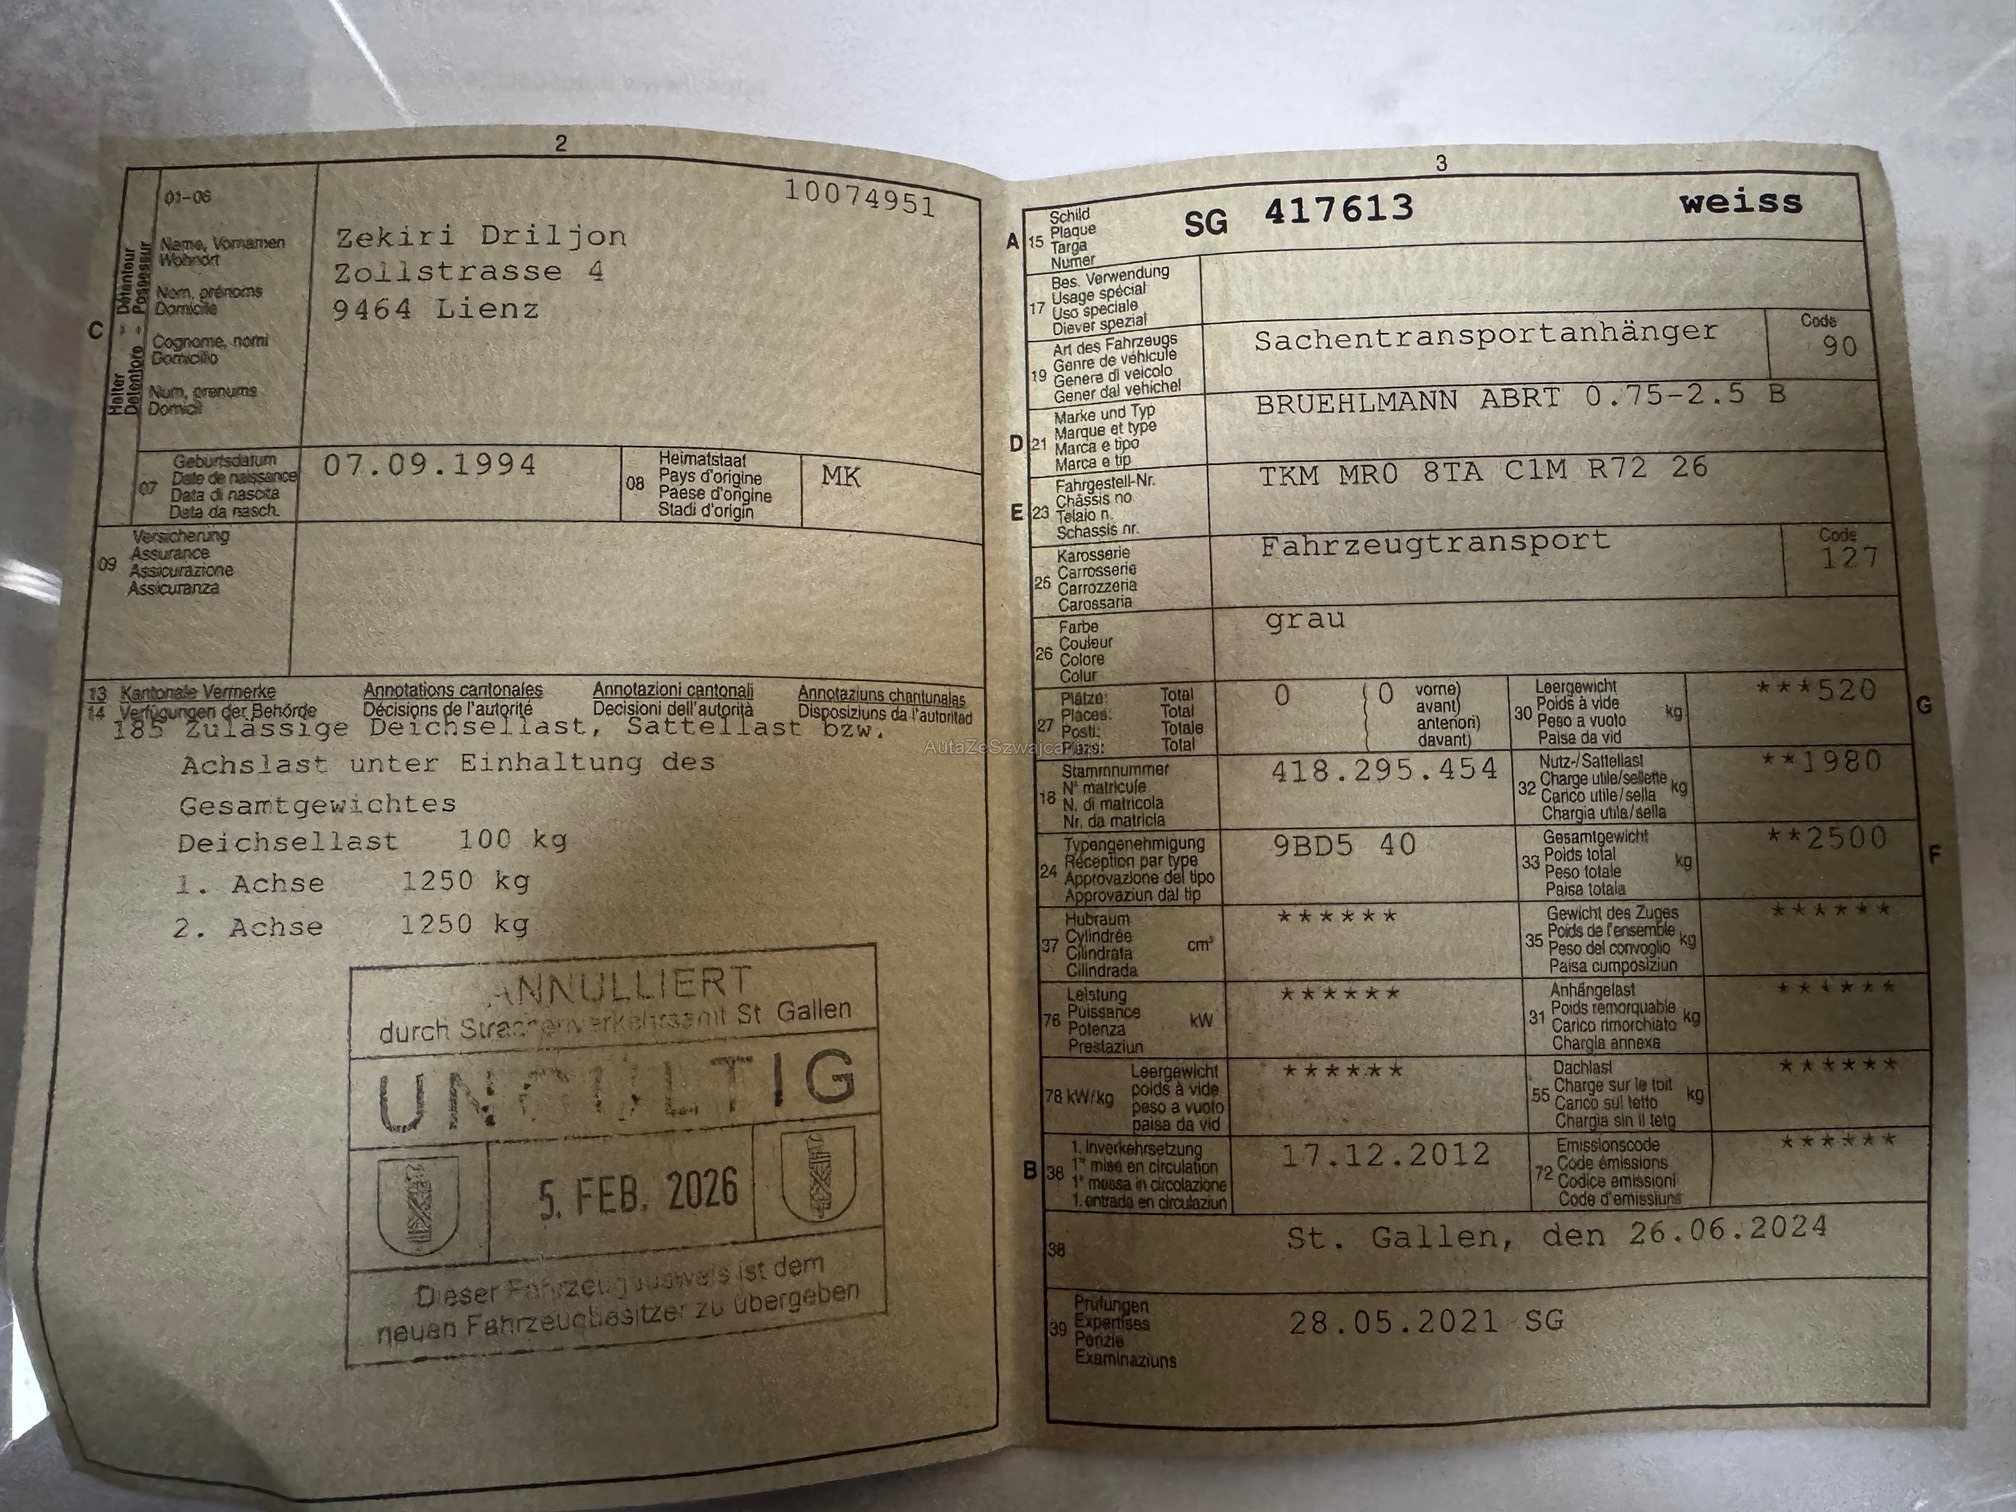 2
01-06
10074951
C
Halter Détenteur
Detentore Possessur
Name, Vornamen
Wohnort
Nom, prénoms
Domicile
Cognome, nomi
Domicilio
Num, prenums
Domicil
Zekiri Driljon
Zollstrasse 4
9464 Lienz
07
Geburtsdatum
Date de naissance
Data di nascita
Data da nasch.
07.09.1994
08
Heimatstaat
Pays d'origine
Paese d'origine
Stadi d'origin
MK
09
Versicherung
Assurance
Assicurazione
Assicuranza
13 Kantonale Vermerke Annotations cantonales Annotazioni cantonali Annotaziuns chantunalas
14 Verfügungen der Behörde Décisions de l'autorité Decisioni dell'autorità Disposiziuns da l'autoritad
185 Zulässige Deichsellast, Sattellast bzw.
Achslast unter Einhaltung des
Gesamtgewichtes
Deichsellast 100 kg
1. Achse 1250 kg
2. Achse 1250 kg
ANNULLIERT
durch Strassenverkehrsamt St. Gallen
UNGÜLTIG
5. FEB. 2026
Dieser Fahrzeugausweis ist dem
neuen Fahrzeugbesitzer zu übergeben
3
A 15
Schild
Plaque
Targa
Numer
SG 417613 weiss
17
Bes. Verwendung
Usage spécial
Uso speciale
Diever spezial
19
Art des Fahrzeugs
Genre de véhicule
Genere di veicolo
Gener dal vehichel
Sachentransportanhänger
Code
90
D 21
Marke und Typ
Marque et type
Marca e tipo
Marca e tip
BRUEHLMANN ABRT 0.75-2.5 B
E 23
Fahrgestell-Nr.
Châssis no
Telaio n.
Schassis nr.
TKM MR0 8TA C1M R72 26
25
Karosserie
Carrosserie
Carrozzeria
Carossaria
Fahrzeugtransport
Code
127
26
Farbe
Couleur
Colore
Colur
grau
27
Plätze: Total
Places: Total
Posti: Totale
Plazs: Total
0 ( 0
vorne)
avant)
anteriori)
davant)
30
Leergewicht
Poids à vide
Peso a vuoto
Paisa da vid
kg
***520
G
AutaZeSzwajcarii
18
Stammnummer
N° matricule
N. di matricola
Nr. da matricla
418.295.454
32
Nutz-/Sattellast
Charge utile/sellette
Carico utile/sella
Chargia utile/sella
kg
**1980
24
Typengenehmigung
Réception par type
Approvazione del tipo
Approvaziun dal tip
9BD5 40
33
Gesamtgewicht
Poids total
Peso totale
Paisa totala
kg
**2500
F
37
Hubraum
Cylindrée
Cilindrata
Cilindrada
cm³
******
35
Gewicht des Zuges
Poids de l'ensemble
Peso del convoglio
Paisa cumposiziun
kg
******
76
Leistung
Puissance
Potenza
Prestaziun
kW
******
31
Anhängelast
Poids remorquable
Carico rimorchiato
Chargia annexa
kg
******
78 kW/kg
Leergewicht
poids à vide
peso a vuoto
paisa da vid
******
55
Dachlast
Charge sur le toit
Carico sul tetto
Chargia sin il tetg
kg
******
B 36
1. Inverkehrsetzung
1re mise en circulation
1a messa in circolazione
1. entrada en circulaziun
17.12.2012
72
Emissionscode
Code émissions
Codice emissioni
Code d'emissiuns
******
38
St. Gallen, den 26.06.2024
39
Prüfungen
Expertises
Perizie
Examinaziuns
28.05.2021 SG